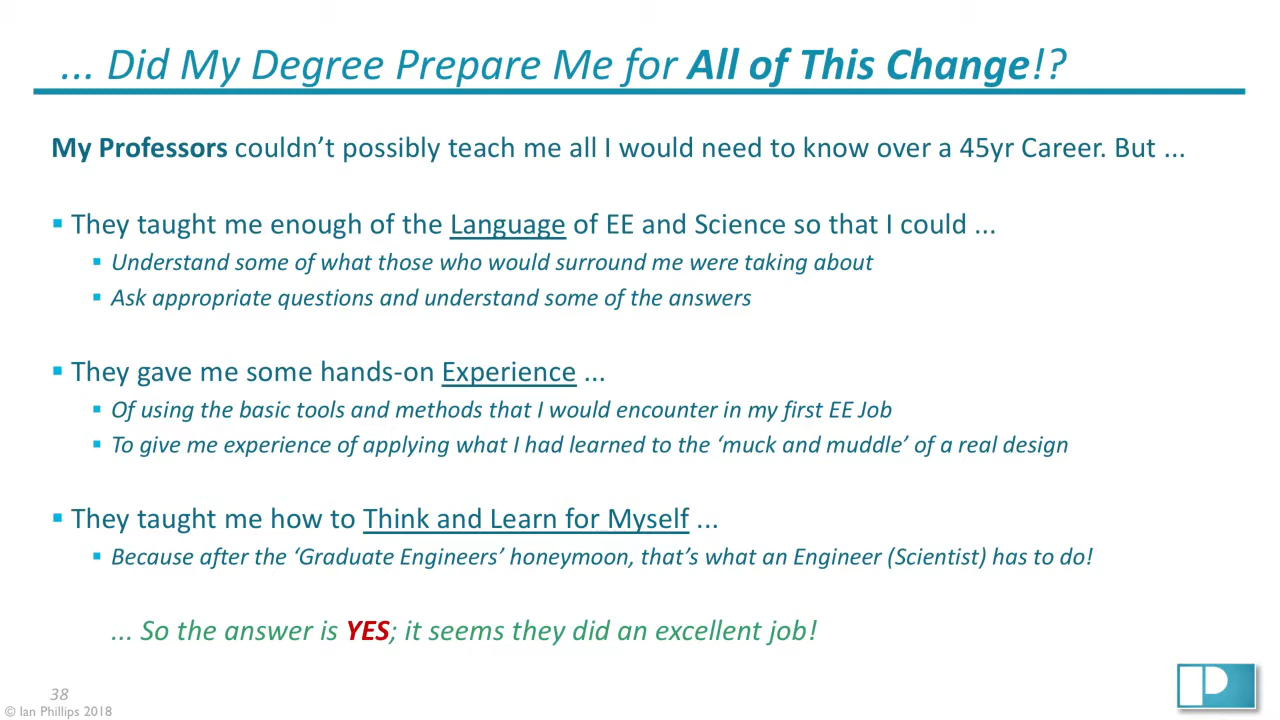 ... Did My Degree Prepare Me for All of This Change!?
My Professors couldn’t possibly teach me all I would need to know over a 45yr Career. But ...
▪ They taught me enough of the Language of EE and Science so that I could ...
▪ Understand some of what those who would surround me were taking about
▪ Ask appropriate questions and understand some of the answers
▪ They gave me some hands-on Experience ...
▪ Of using the basic tools and methods that I would encounter in my first EE Job
▪ To give me experience of applying what I had learned to the ‘muck and muddle’ of a real design
▪ They taught me how to Think and Learn for Myself ...
▪ Because after the ‘Graduate Engineers’ honeymoon, that’s what an Engineer (Scientist) has to do!
... So the answer is YES; it seems they did an excellent job!
38
© Ian Phillips 2018